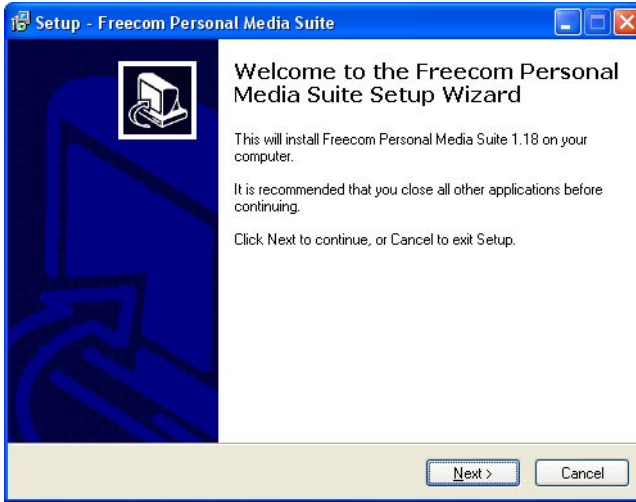 Setup - Freecom Personal Media Suite
Welcome to the Freecom Personal
Media Suite Setup Wizard
This will install Freecom Personal Media Suite 1.18 on your
computer.
It is recommended that you close all other applications before
continuing.
Click Next to continue, or Cancel to exit Setup.
Next >
Cancel